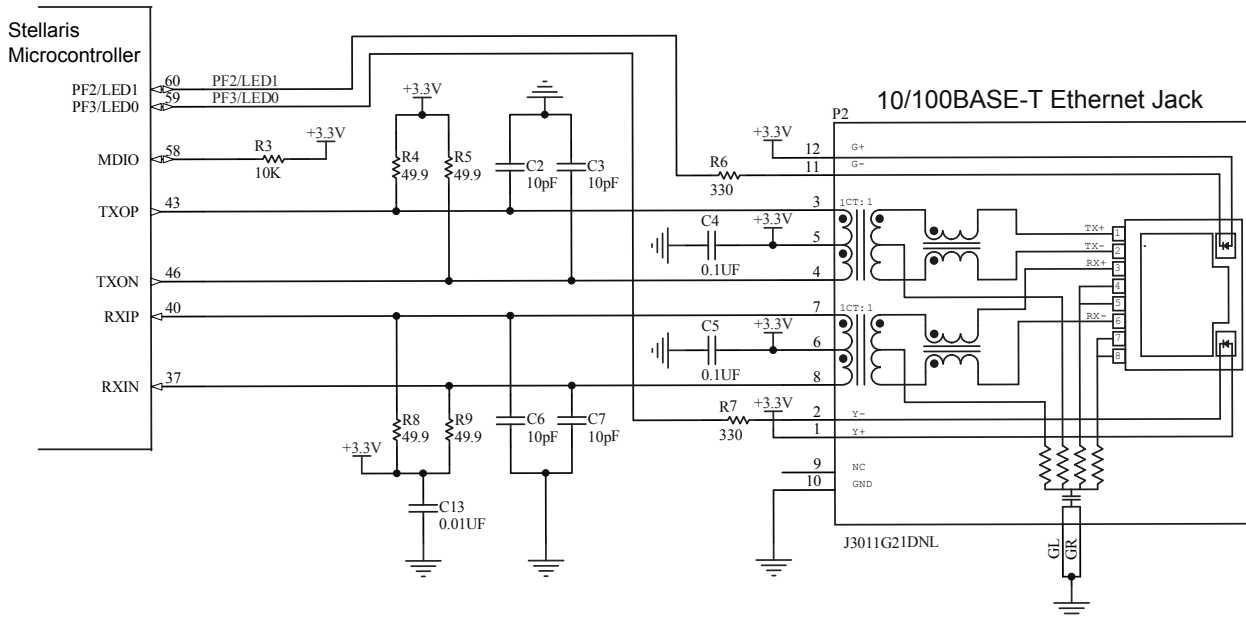 Stellaris
Microcontroller
PF2/LED1
60
PF2/LED1
PF3/LED0
59
PF3/LED0
MDIO
58
R3
10K
+3.3V
TXOP
43
TXON
46
RXIP
40
RXIN
37
+3.3V
R4
49.9
R5
49.9
C2
10pF
C3
10pF
R6
330
C4
0.1UF
+3.3V
C5
0.1UF
+3.3V
R7
330
+3.3V
R8
49.9
R9
49.9
+3.3V
C6
10pF
C7
10pF
C13
0.01UF
10/100BASE-T Ethernet Jack
P2
+3.3V
12
G+
11
G-
3
1CT:1
5
4
7
1CT:1
6
8
2
Y-
1
Y+
9
NC
10
GND
TX+
1
TX-
2
RX+
3
4
5
RX-
6
7
8
J3011G21DNL
GL
GR